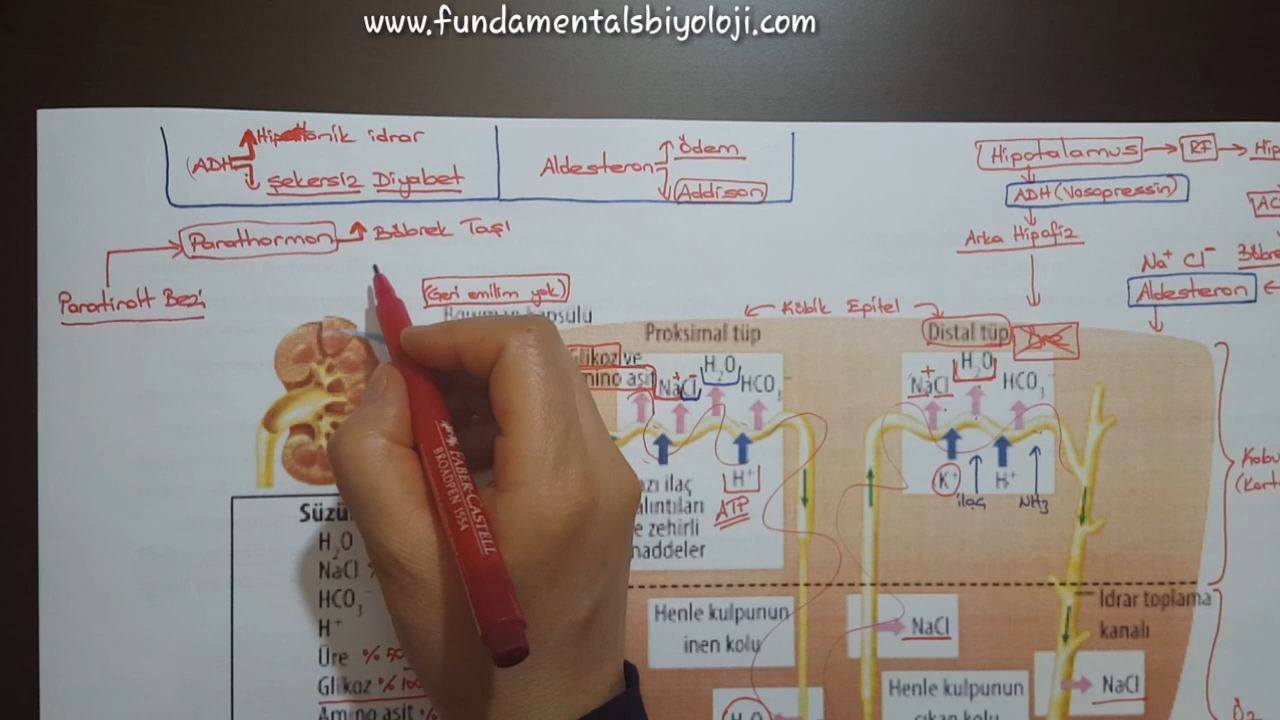 www.fundamentalsbiyoloji.com
ADH
idrar
Şekersiz Diyabet
Aldesteron
Ödem
Addison
Hipotalamus
RF
ADH (Vasopressin)
Arka Hipofiz
Parathormon
Böbrek Taşı
Paratiroit Bezi
Na⁺ Cl⁻
Aldesteron
(Geri emilim yok)
Kübik Epitel
Proksimal tüp
Distal tüp
Glikoz ve
NaCl
+ -
H₂O
HCO₃⁻
NaCl
+
H₂O
HCO₃⁻
H⁺
ATP
K⁺
H⁺
ilaç
NH₃
maddeler
H₂O
NaCl %
HCO₃⁻
H⁺
Üre %
Glikoz %
Amino asit %
Henle kulpunun
inen kolu
NaCl
İdrar toplama
kanalı
NaCl
Henle kulpunun
çıkan kolu
H₂O